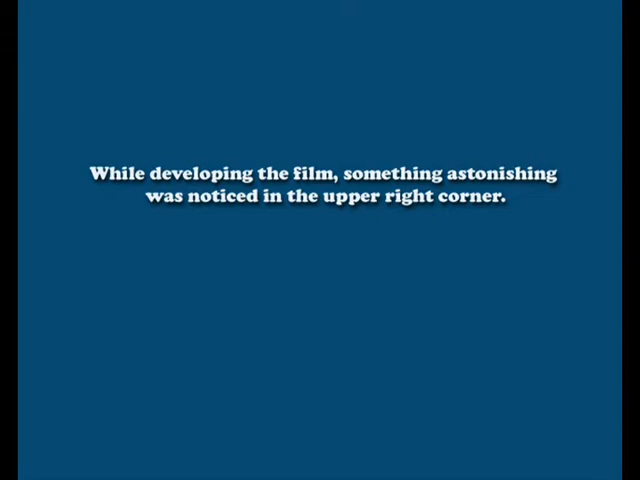 While developing the film, something astonishing
was noticed in the upper right corner.